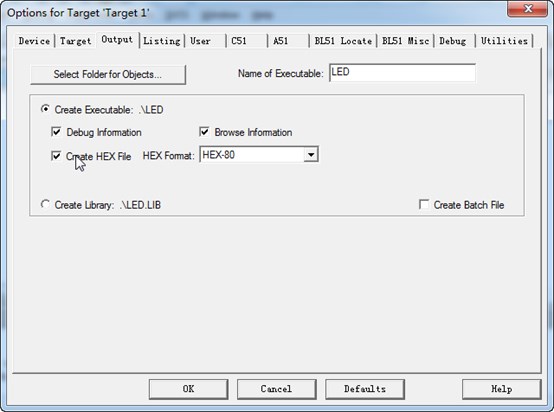 Options for Target 'Target 1'
Device Target Output Listing User C51 A51 BL51 Locate BL51 Misc Debug Utilities
Select Folder for Objects... Name of Executable: LED
Create Executable: .\LED
Debug Information Browse Information
Create HEX File HEX Format: HEX-80
Create Library: .\LED.LIB Create Batch File
OK Cancel Defaults Help